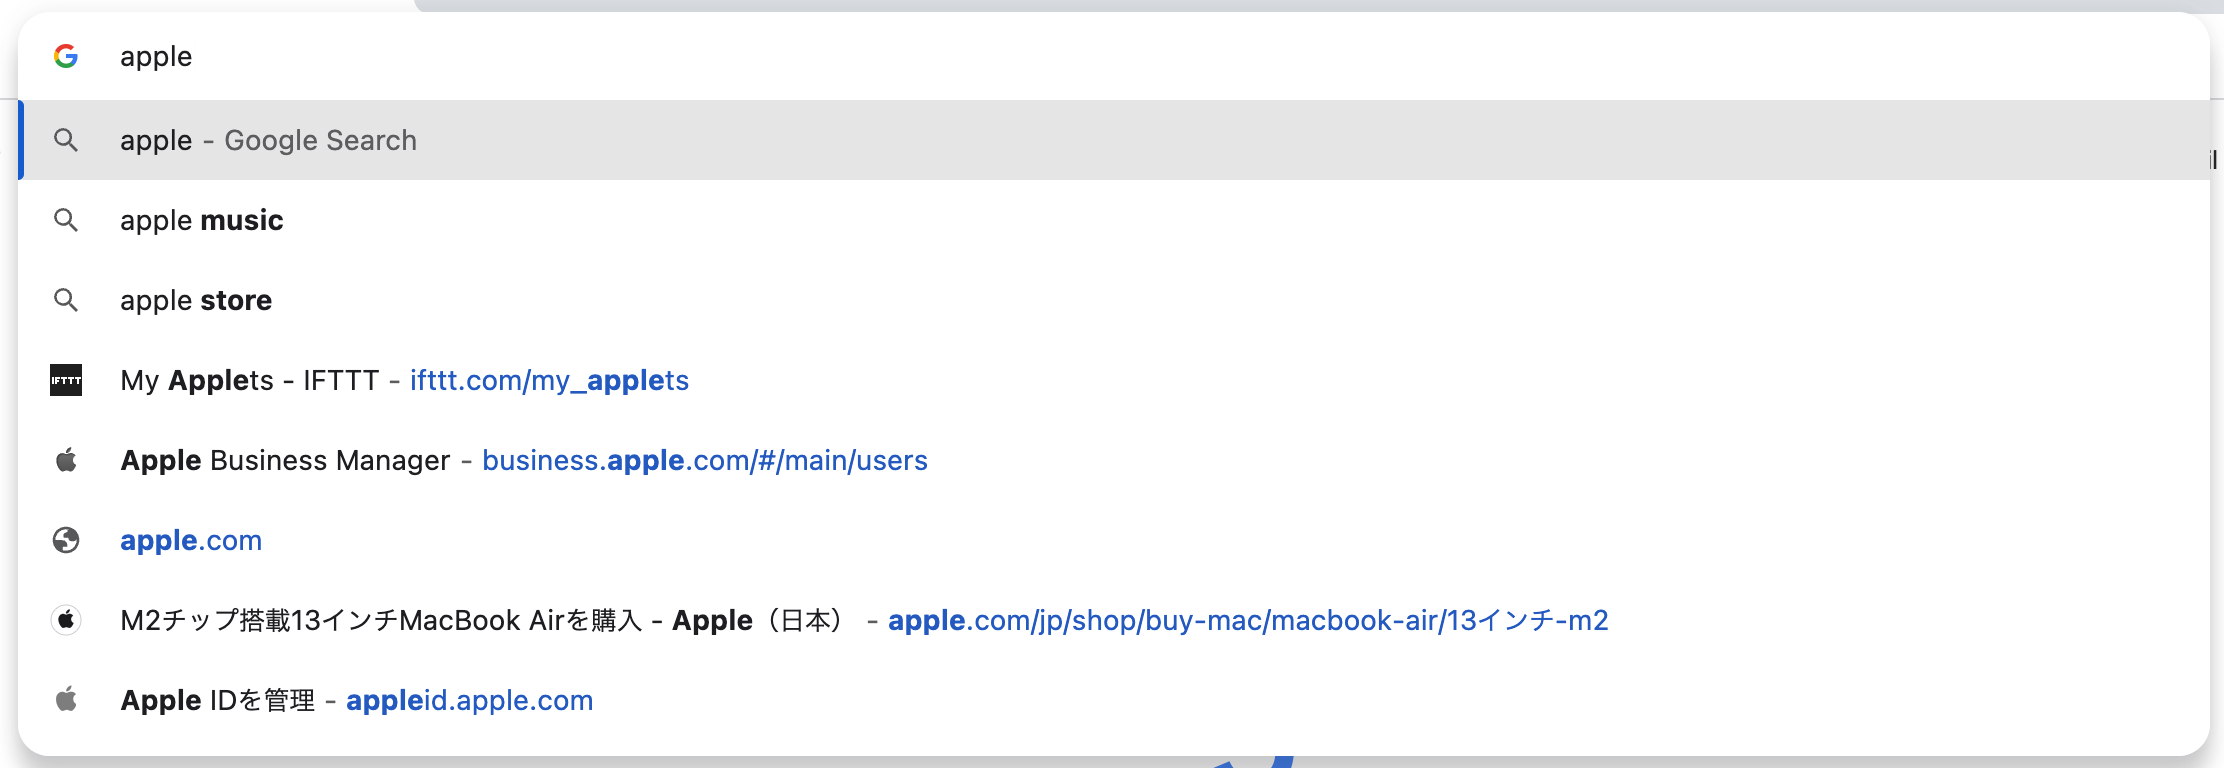 apple
apple - Google Search
apple music
apple store
IFTTT My Applets - IFTTT - ifttt.com/my_applets
Apple Business Manager - business.apple.com/#/main/users
apple.com
M2チップ搭載13インチMacBook Airを購入 - Apple（日本） - apple.com/jp/shop/buy-mac/macbook-air/13インチ-m2
Apple IDを管理 - appleid.apple.com